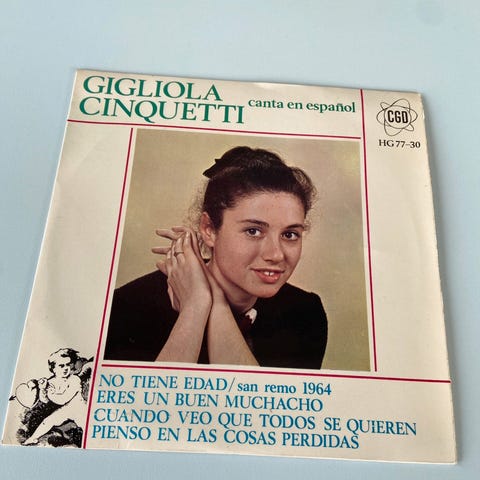 GIGLIOLA
CINQUETTI canta en español
CGD
HG 77-30
NO TIENE EDAD/san remo 1964
ERES UN BUEN MUCHACHO
CUANDO VEO QUE TODOS SE QUIEREN
PIENSO EN LAS COSAS PERDIDAS